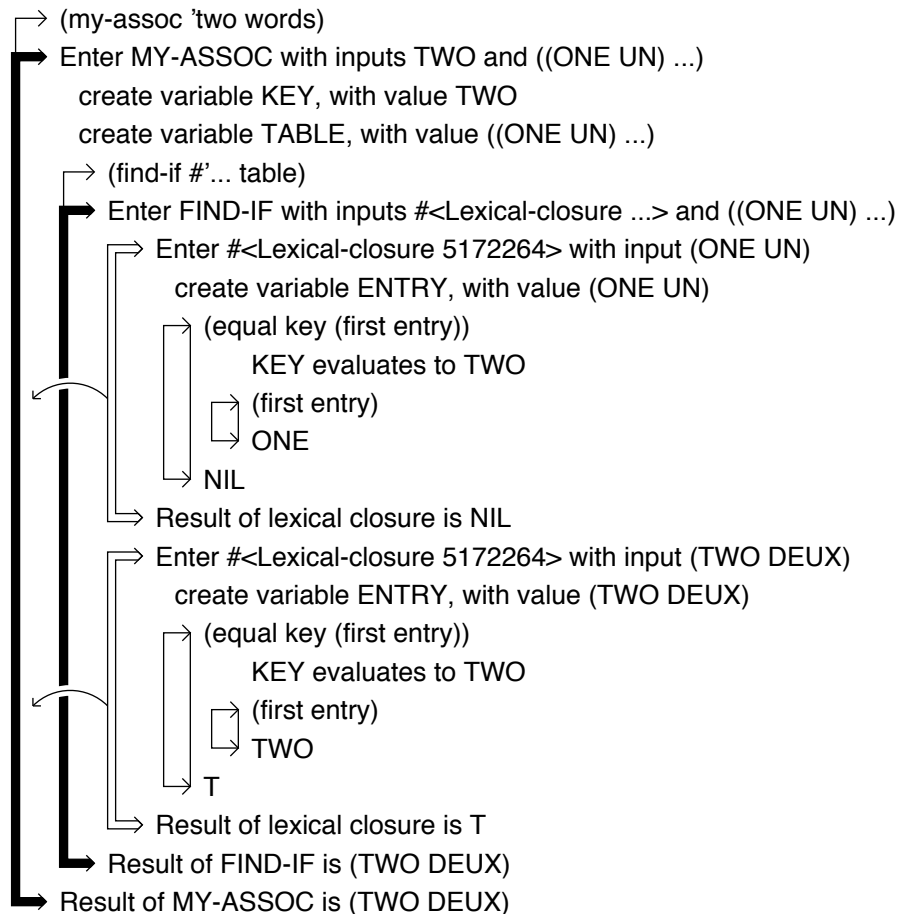 (my-assoc ’two words)
Enter MY-ASSOC with inputs TWO and ((ONE UN) ...)
create variable KEY, with value TWO
create variable TABLE, with value ((ONE UN) ...)
(find-if #’... table)
Enter FIND-IF with inputs #<Lexical-closure ...> and ((ONE UN) ...)
Enter #<Lexical-closure 5172264> with input (ONE UN)
create variable ENTRY, with value (ONE UN)
(equal key (first entry))
KEY evaluates to TWO
(first entry)
ONE
NIL
Result of lexical closure is NIL
Enter #<Lexical-closure 5172264> with input (TWO DEUX)
create variable ENTRY, with value (TWO DEUX)
(equal key (first entry))
KEY evaluates to TWO
(first entry)
TWO
T
Result of lexical closure is T
Result of FIND-IF is (TWO DEUX)
Result of MY-ASSOC is (TWO DEUX)